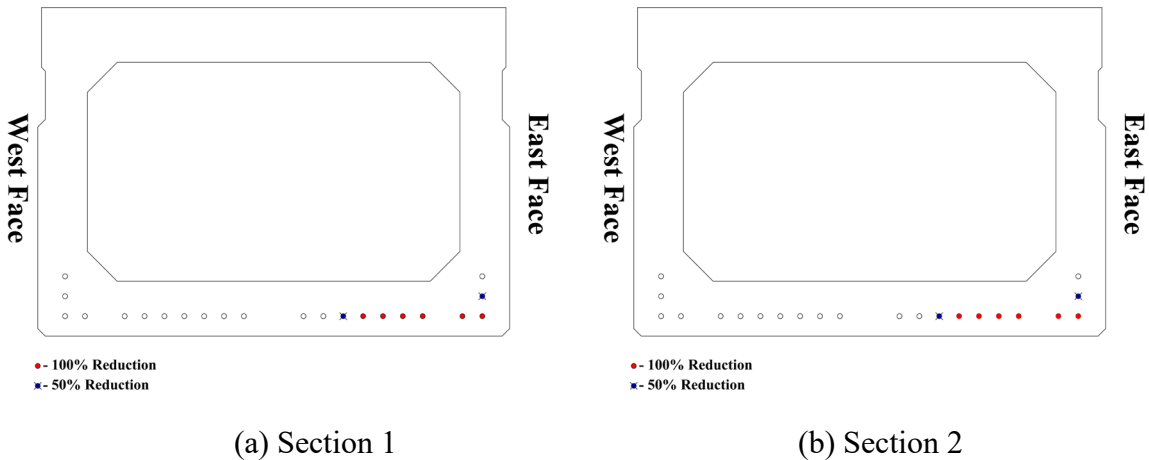 West Face
East Face
- 100% Reduction
- 50% Reduction
(a) Section 1
West Face
East Face
- 100% Reduction
- 50% Reduction
(b) Section 2